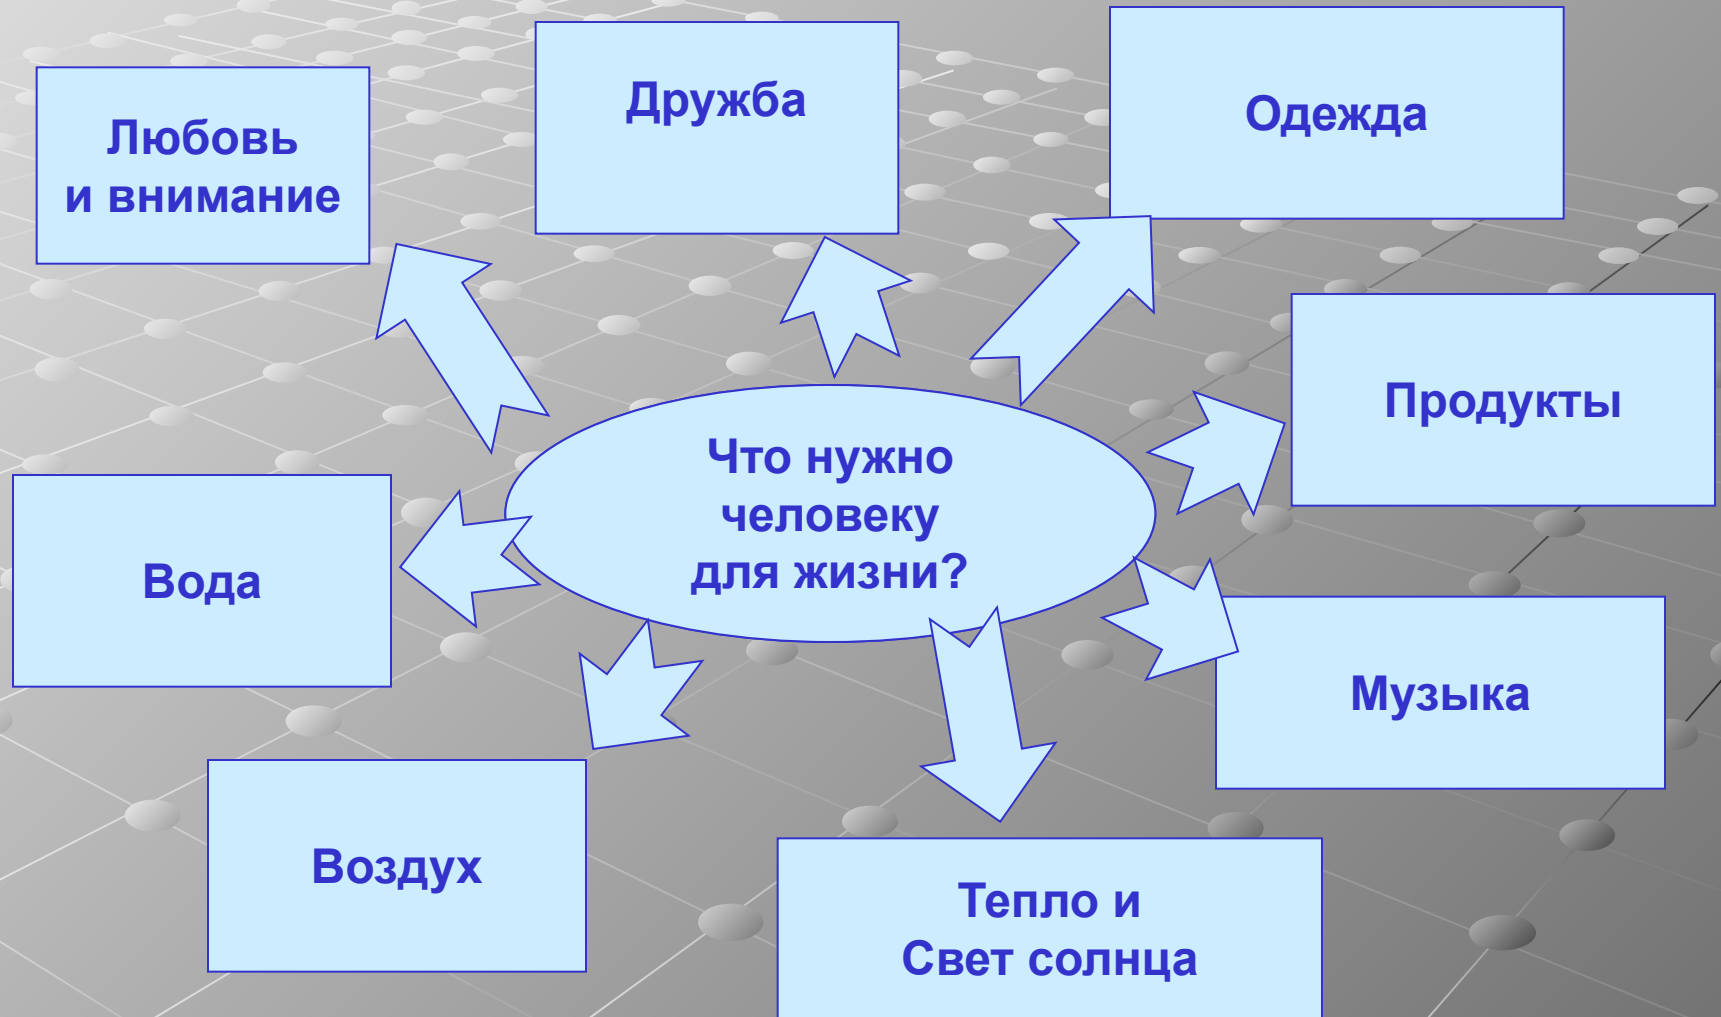 Дружба
Одежда
Любовь
и внимание
Продукты
Что нужно
человеку
для жизни?
Вода
Музыка
Воздух
Тепло и
Свет солнца